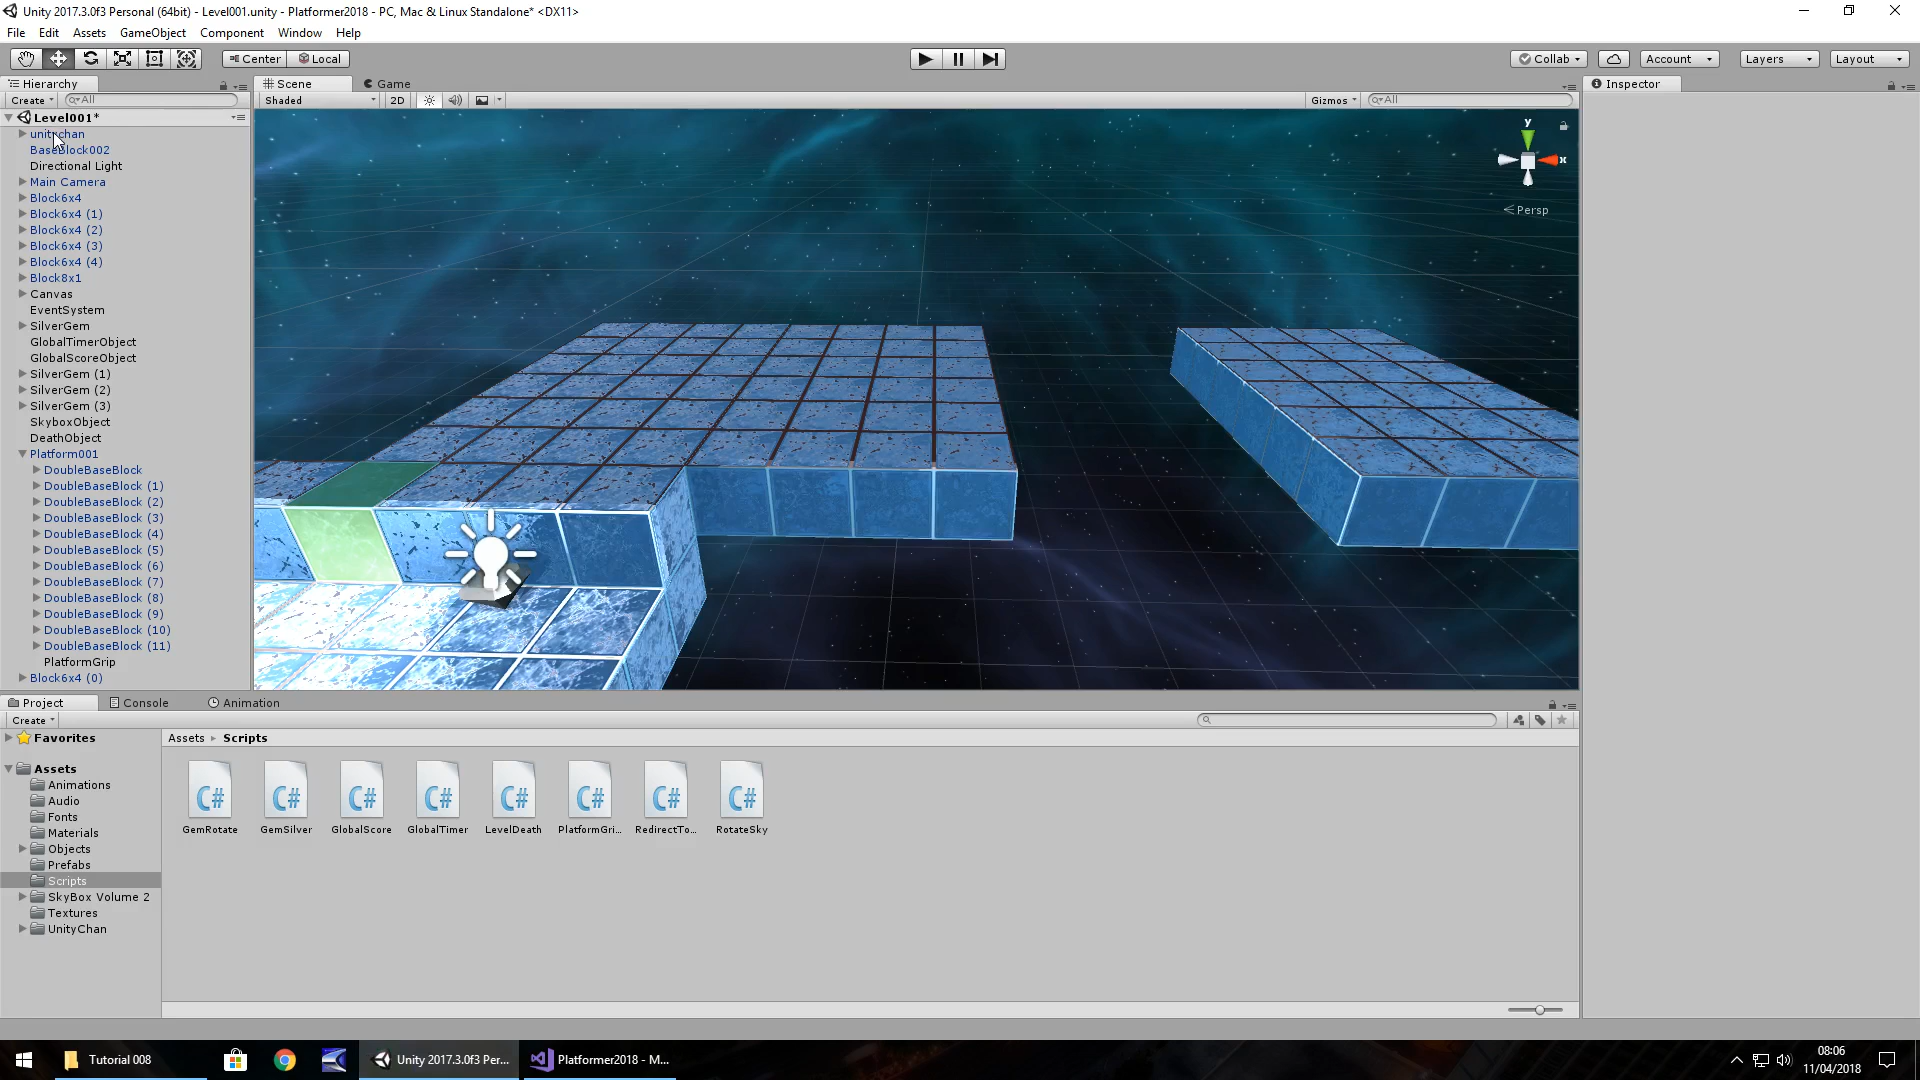 Unity 2017.3.0f3 Personal (64bit) - Level001.unity - Platformer2018 - PC, Mac & Linux Standalone* <DX11>
File Edit Assets GameObject Component Window Help
Center Local Collab Account Layers Layout
Hierarchy Scene Game Inspector
Create All Shaded 2D Gizmos All
Level001*
BaseBlock002
Directional Light
Main Camera
Block6x4
Block6x4 (1)
Block6x4 (2)
Block6x4 (3)
Block6x4 (4)
Block8x1
Canvas
EventSystem
SilverGem
GlobalTimerObject
GlobalScoreObject
SilverGem (1)
SilverGem (2)
SilverGem (3)
SkyboxObject
DeathObject
Platform001
DoubleBaseBlock
DoubleBaseBlock (1)
DoubleBaseBlock (2)
DoubleBaseBlock (3)
DoubleBaseBlock (4)
DoubleBaseBlock (5)
DoubleBaseBlock (6)
DoubleBaseBlock (7)
DoubleBaseBlock (8)
DoubleBaseBlock (9)
DoubleBaseBlock (10)
DoubleBaseBlock (11)
PlatformGrip
Block6x4 (0)
y
x
Persp
Project Console Animation
Create
Favorites
Assets
Animations
Audio
Fonts
Materials
Objects
Prefabs
Scripts
SkyBox Volume 2
Textures
UnityChan
Assets Scripts
C# C# C# C# C# C# C# C#
GemRotate GemSilver GlobalScore GlobalTimer LevelDeath PlatformGri... RedirectTo... RotateSky
Tutorial 008 Unity 2017.3.0f3 Per... Platformer2018 - M...
08:06
11/04/2018